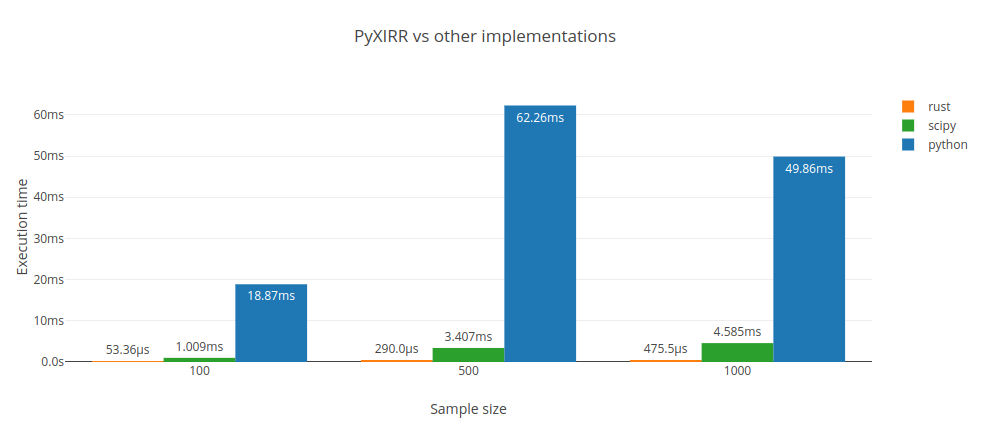 PyXIRR vs other implementations
rust
scipy
python
Execution time
60ms
50ms
40ms
30ms
20ms
10ms
0.0s
53.36μs
1.009ms
18.87ms
290.0μs
3.407ms
62.26ms
475.5μs
4.585ms
49.86ms
100
500
1000
Sample size